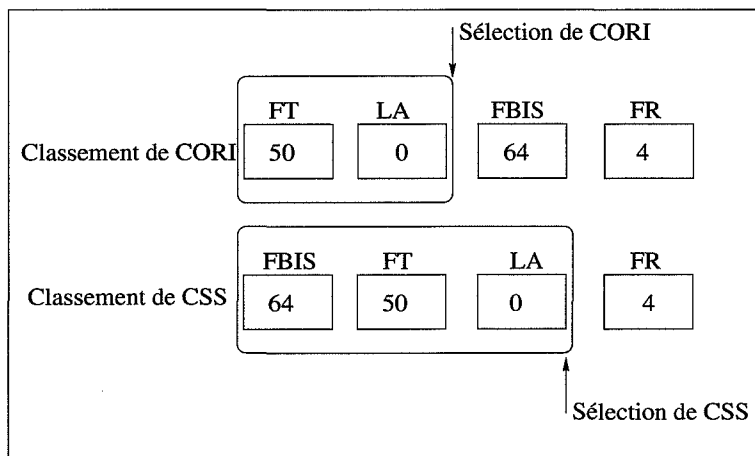 Sélection de CORI
FT LA FBIS FR
Classement de CORI 50 0 64 4
FBIS FT LA FR
Classement de CSS 64 50 0 4
Sélection de CSS